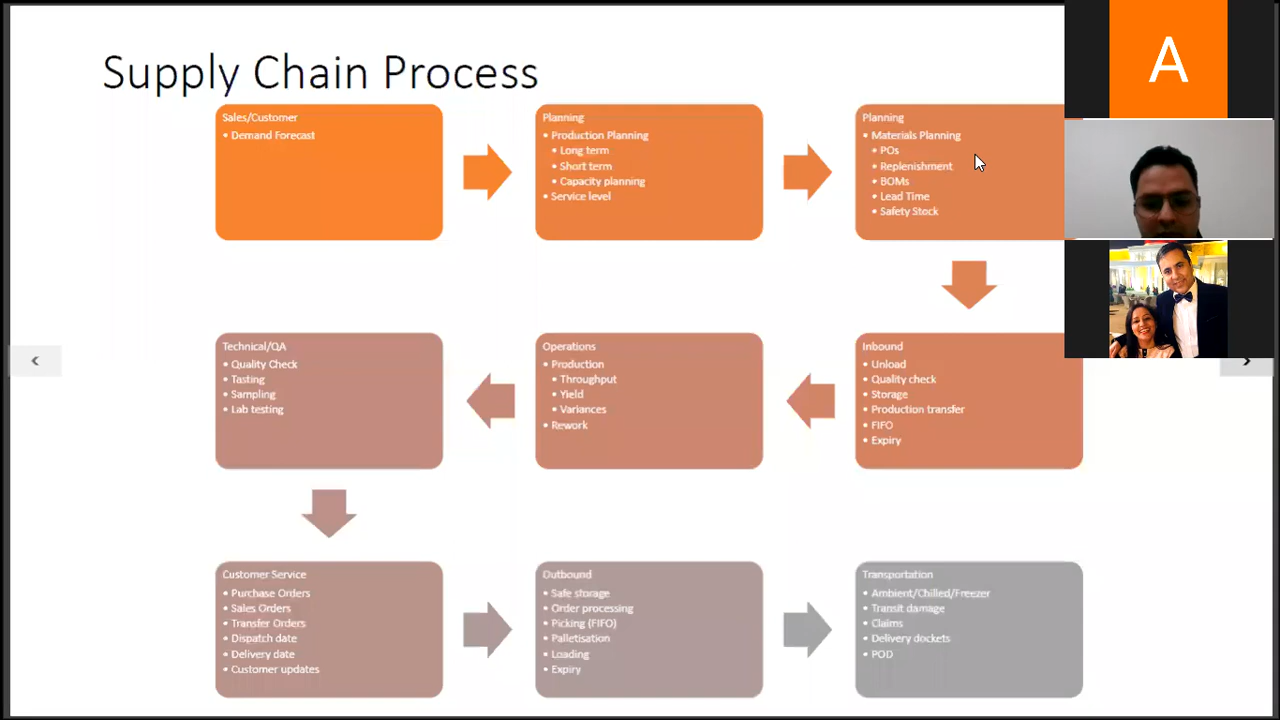 Supply Chain Process
Sales/Customer
• Demand Forecast
Planning
• Production Planning
• Long term
• Short term
• Capacity planning
• Service level
Planning
• Materials Planning
• POs
• Replenishment
• BOMs
• Lead Time
• Safety Stock
A
Technical/QA
• Quality Check
• Tasting
• Sampling
• Lab testing
Operations
• Production
• Throughput
• Yield
• Variances
• Rework
Inbound
• Unload
• Quality check
• Storage
• Production transfer
• FIFO
• Expiry
Customer Service
• Purchase Orders
• Sales Orders
• Transfer Orders
• Dispatch date
• Delivery date
• Customer updates
Outbound
• Safe storage
• Order processing
• Picking (FIFO)
• Palletisation
• Loading
• Expiry
Transportation
• Ambient/Chilled/Freezer
• Transit damage
• Claims
• Delivery dockets
• POD